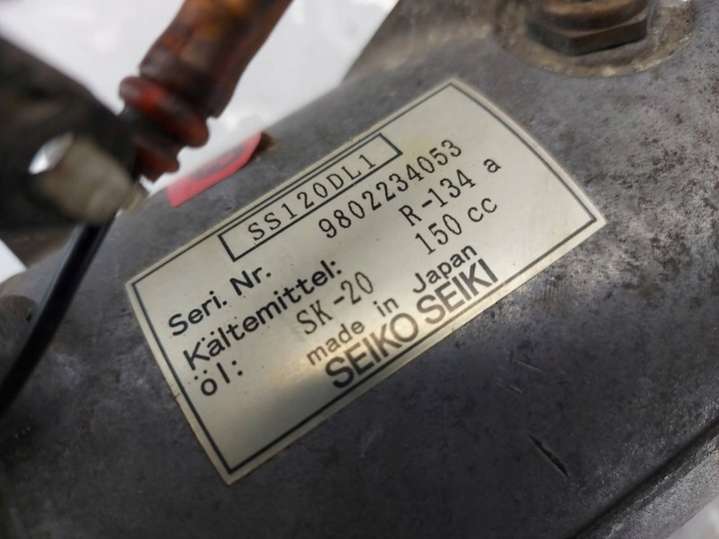 SS120DL1
Seri. Nr. 9802234053
Kältemittel: R-134 a
öl: SK-20 150 cc
made in Japan
SEIKO SEIKI